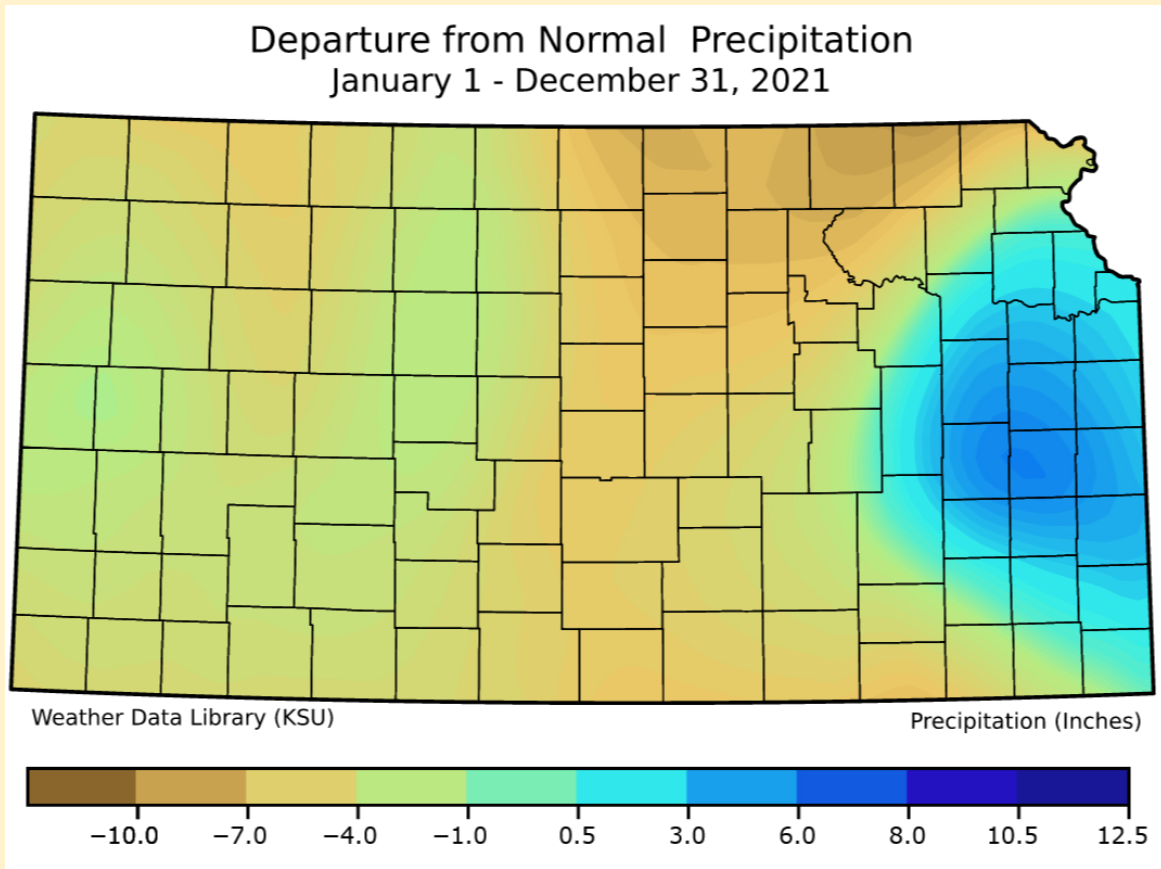 Departure from Normal  Precipitation
January 1 - December 31, 2021
Weather Data Library (KSU)
Precipitation (Inches)
−10.0 −7.0 −4.0 −1.0 0.5 3.0 6.0 8.0 10.5 12.5